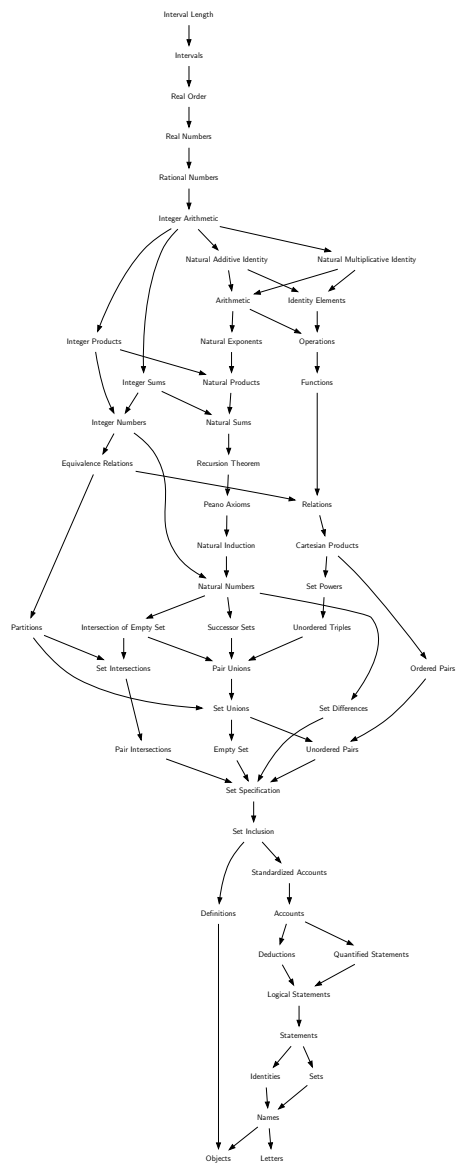 Interval Length
Intervals
Real Order
Real Numbers
Rational Numbers
Integer Arithmetic
Natural Additive Identity
Natural Multiplicative Identity
Arithmetic
Identity Elements
Integer Products
Natural Exponents
Operations
Integer Sums
Natural Products
Functions
Integer Numbers
Natural Sums
Equivalence Relations
Recursion Theorem
Peano Axioms
Relations
Natural Induction
Cartesian Products
Natural Numbers
Set Powers
Partitions
Intersection of Empty Set
Successor Sets
Unordered Triples
Set Intersections
Pair Unions
Ordered Pairs
Set Unions
Set Differences
Pair Intersections
Empty Set
Unordered Pairs
Set Specification
Set Inclusion
Standardized Accounts
Definitions
Accounts
Deductions
Quantified Statements
Logical Statements
Statements
Identities
Sets
Names
Objects
Letters